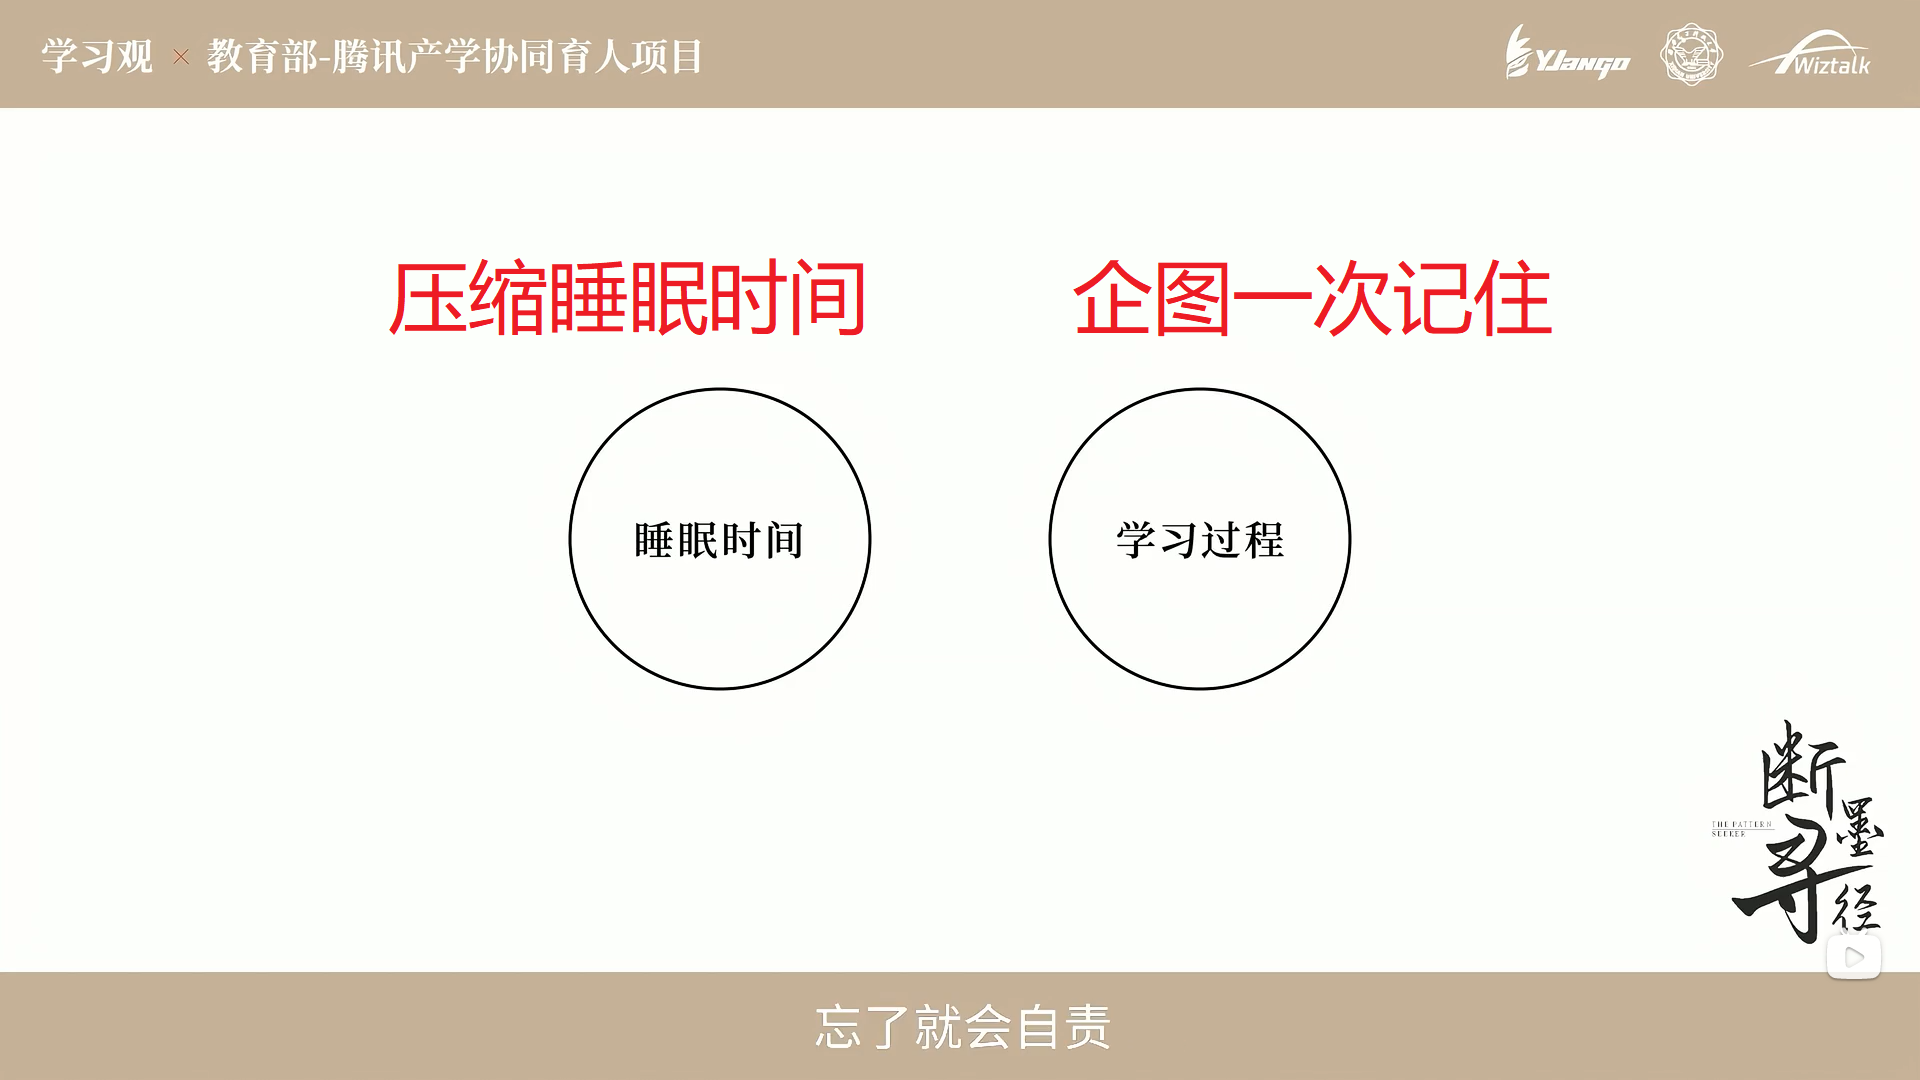 学习观 × 教育部-腾讯产学协同育人项目
YJango
Wiztalk
压缩睡眠时间
企图一次记住
睡眠时间
学习过程
断墨寻径
THE PATTERN
SEEKER
忘了就会自责